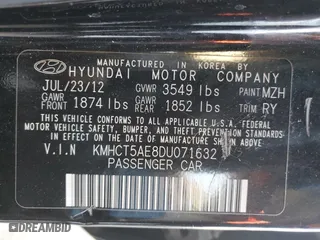 MANUFACTURED IN KOREA BY
HYUNDAI MOTOR COMPANY
JUL/23/12 GVWR 3549 lbs PAINT MZH
GAWR FRONT 1874 lbs GAWR REAR 1852 lbs TRIM RY
THIS VEHICLE CONFORMS TO ALL APPLICABLE
U.S. FEDERAL MOTOR VEHICLE SAFETY,
BUMPER, AND THEFT PREVENTION STANDARDS
IN EFFECT ON THE DATE OF MANUFACTURE
SHOWN ABOVE.
V.I.N KMHCT5AE8DU071632
PASSENGER CAR
DREAMBID